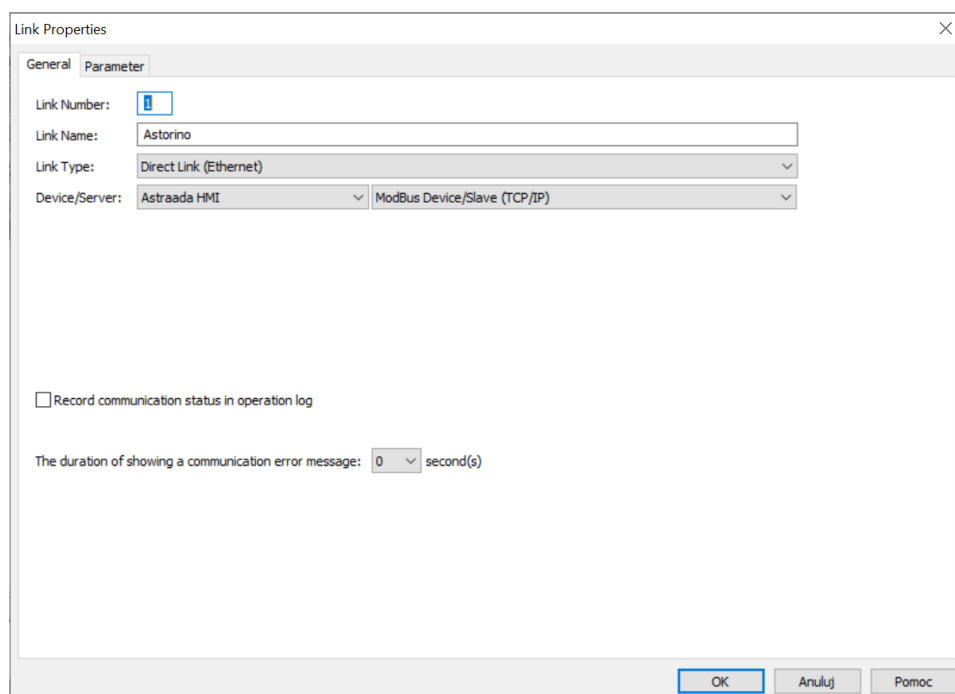 Link Properties
General Parameter
Link Number: 1
Link Name: Astorino
Link Type: Direct Link (Ethernet)
Device/Server: Astraada HMI ModBus Device/Slave (TCP/IP)
Record communication status in operation log
The duration of showing a communication error message: 0 second(s)
OK Anuluj Pomoc